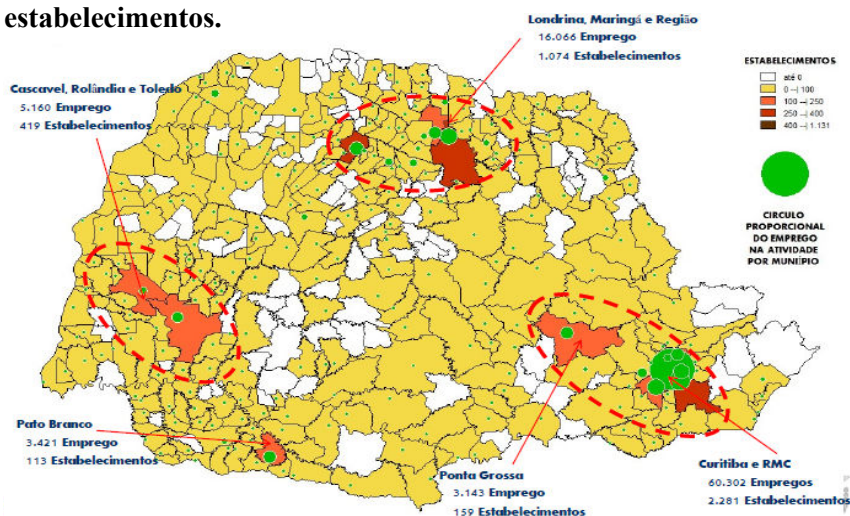 estabelecimentos.
Londrina, Maringá e Região
16.066 Emprego
1.074 Estabelecimentos
ESTABELECIMENTOS
até 0
0 –| 100
100 –| 250
250 –| 400
400 –| 1.131
CIRCULO
PROPORCIONAL
DO EMPREGO
NA ATIVIDADE
POR MUNIÉPIO
Cascavel, Rolândia e Toledo
5.160 Emprego
419 Estabelecimentos
Pato Branco
3.421 Emprego
113 Estabelecimentos
Ponta Grossa
3.143 Emprego
159 Estabelecimentos
Curitiba e RMC
60.302 Empregos
2.281 Estabelecimentos